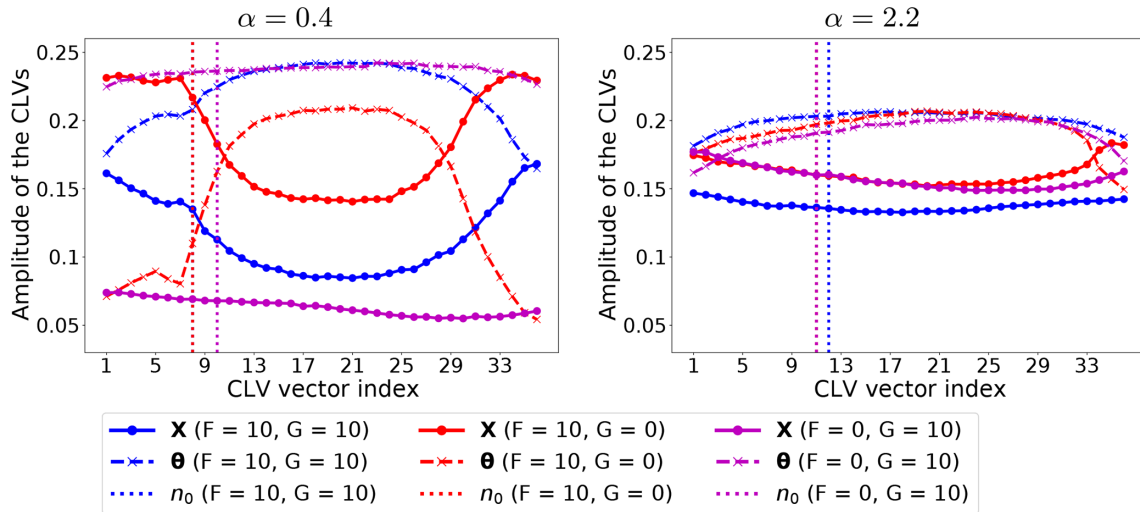 α = 0.4
α = 2.2
Amplitude of the CLVs
0.25
0.2
0.15
0.1
0.05
1 5 9 13 17 21 25 29 33
CLV vector index
Amplitude of the CLVs
0.25
0.2
0.15
0.1
0.05
1 5 9 13 17 21 25 29 33
CLV vector index
X (F = 10, G = 10)
X (F = 10, G = 0)
X (F = 0, G = 10)
θ (F = 10, G = 10)
θ (F = 10, G = 0)
θ (F = 0, G = 10)
n₀ (F = 10, G = 10)
n₀ (F = 10, G = 0)
n₀ (F = 0, G = 10)